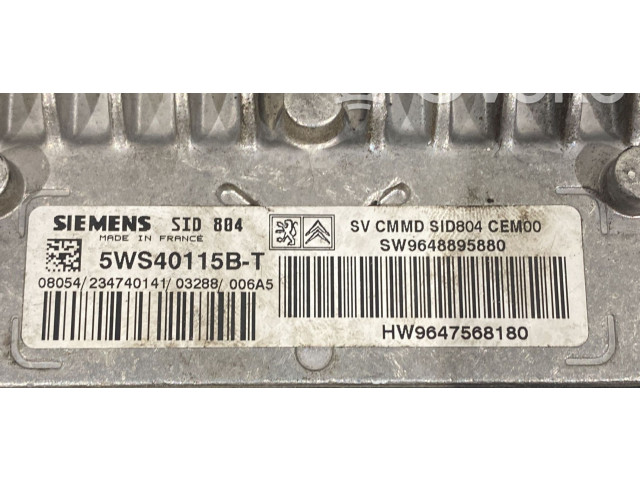 SIEMENS SID 804
MADE IN FRANCE
5WS40115B-T
08054/234740141/03288/006A5
SV CMMD SID804 CEM00
SW9648895880
HW9647568180